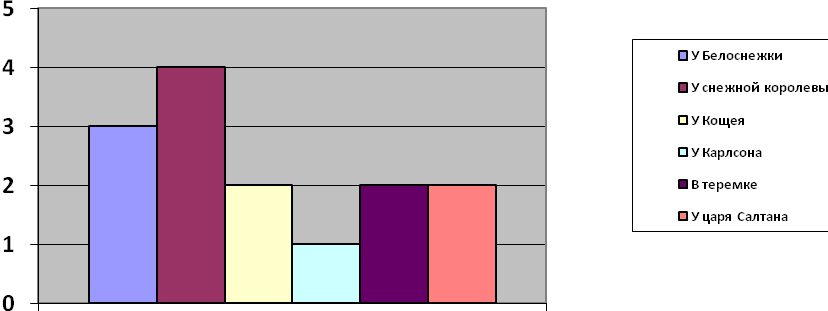 5
4
3
2
1
0
У Белоснежки
У снежной королевы
У Кощея
У Карлсона
В теремке
У царя Салтана